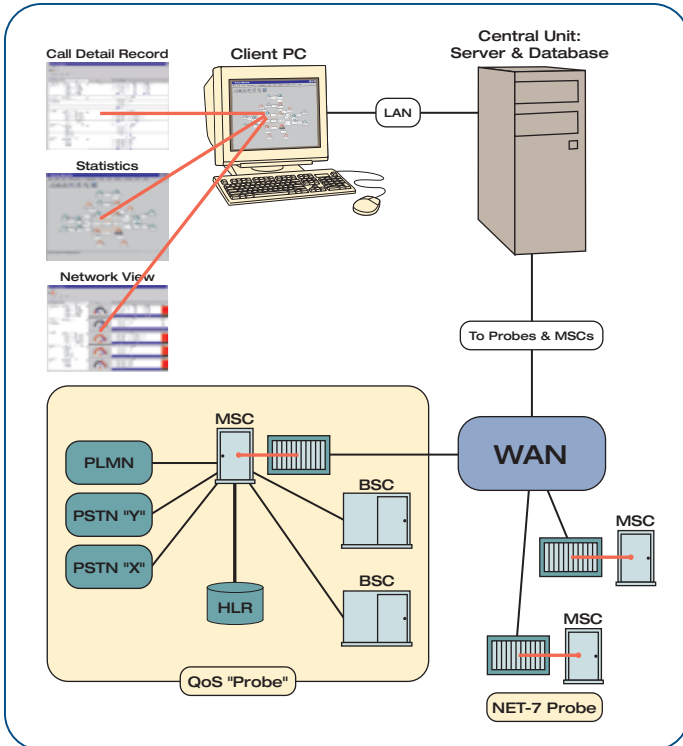 Call Detail Record
Client PC
Central Unit:
Server & Database
LAN
Statistics
Network View
To Probes & MSCs
MSC
WAN
PLMN
BSC
PSTN "Y"
MSC
PSTN "X"
BSC
HLR
MSC
QoS "Probe"
NET-7 Probe